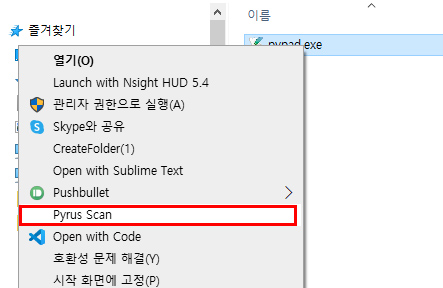 이름
즐겨찾기
pypad.exe
열기(O)
Launch with Nsight HUD 5.4
관리자 권한으로 실행(A)
Skype와 공유
CreateFolder(1)
Open with Sublime Text
Pushbullet
Pyrus Scan
Open with Code
호환성 문제 해결(Y)
시작 화면에 고정(P)